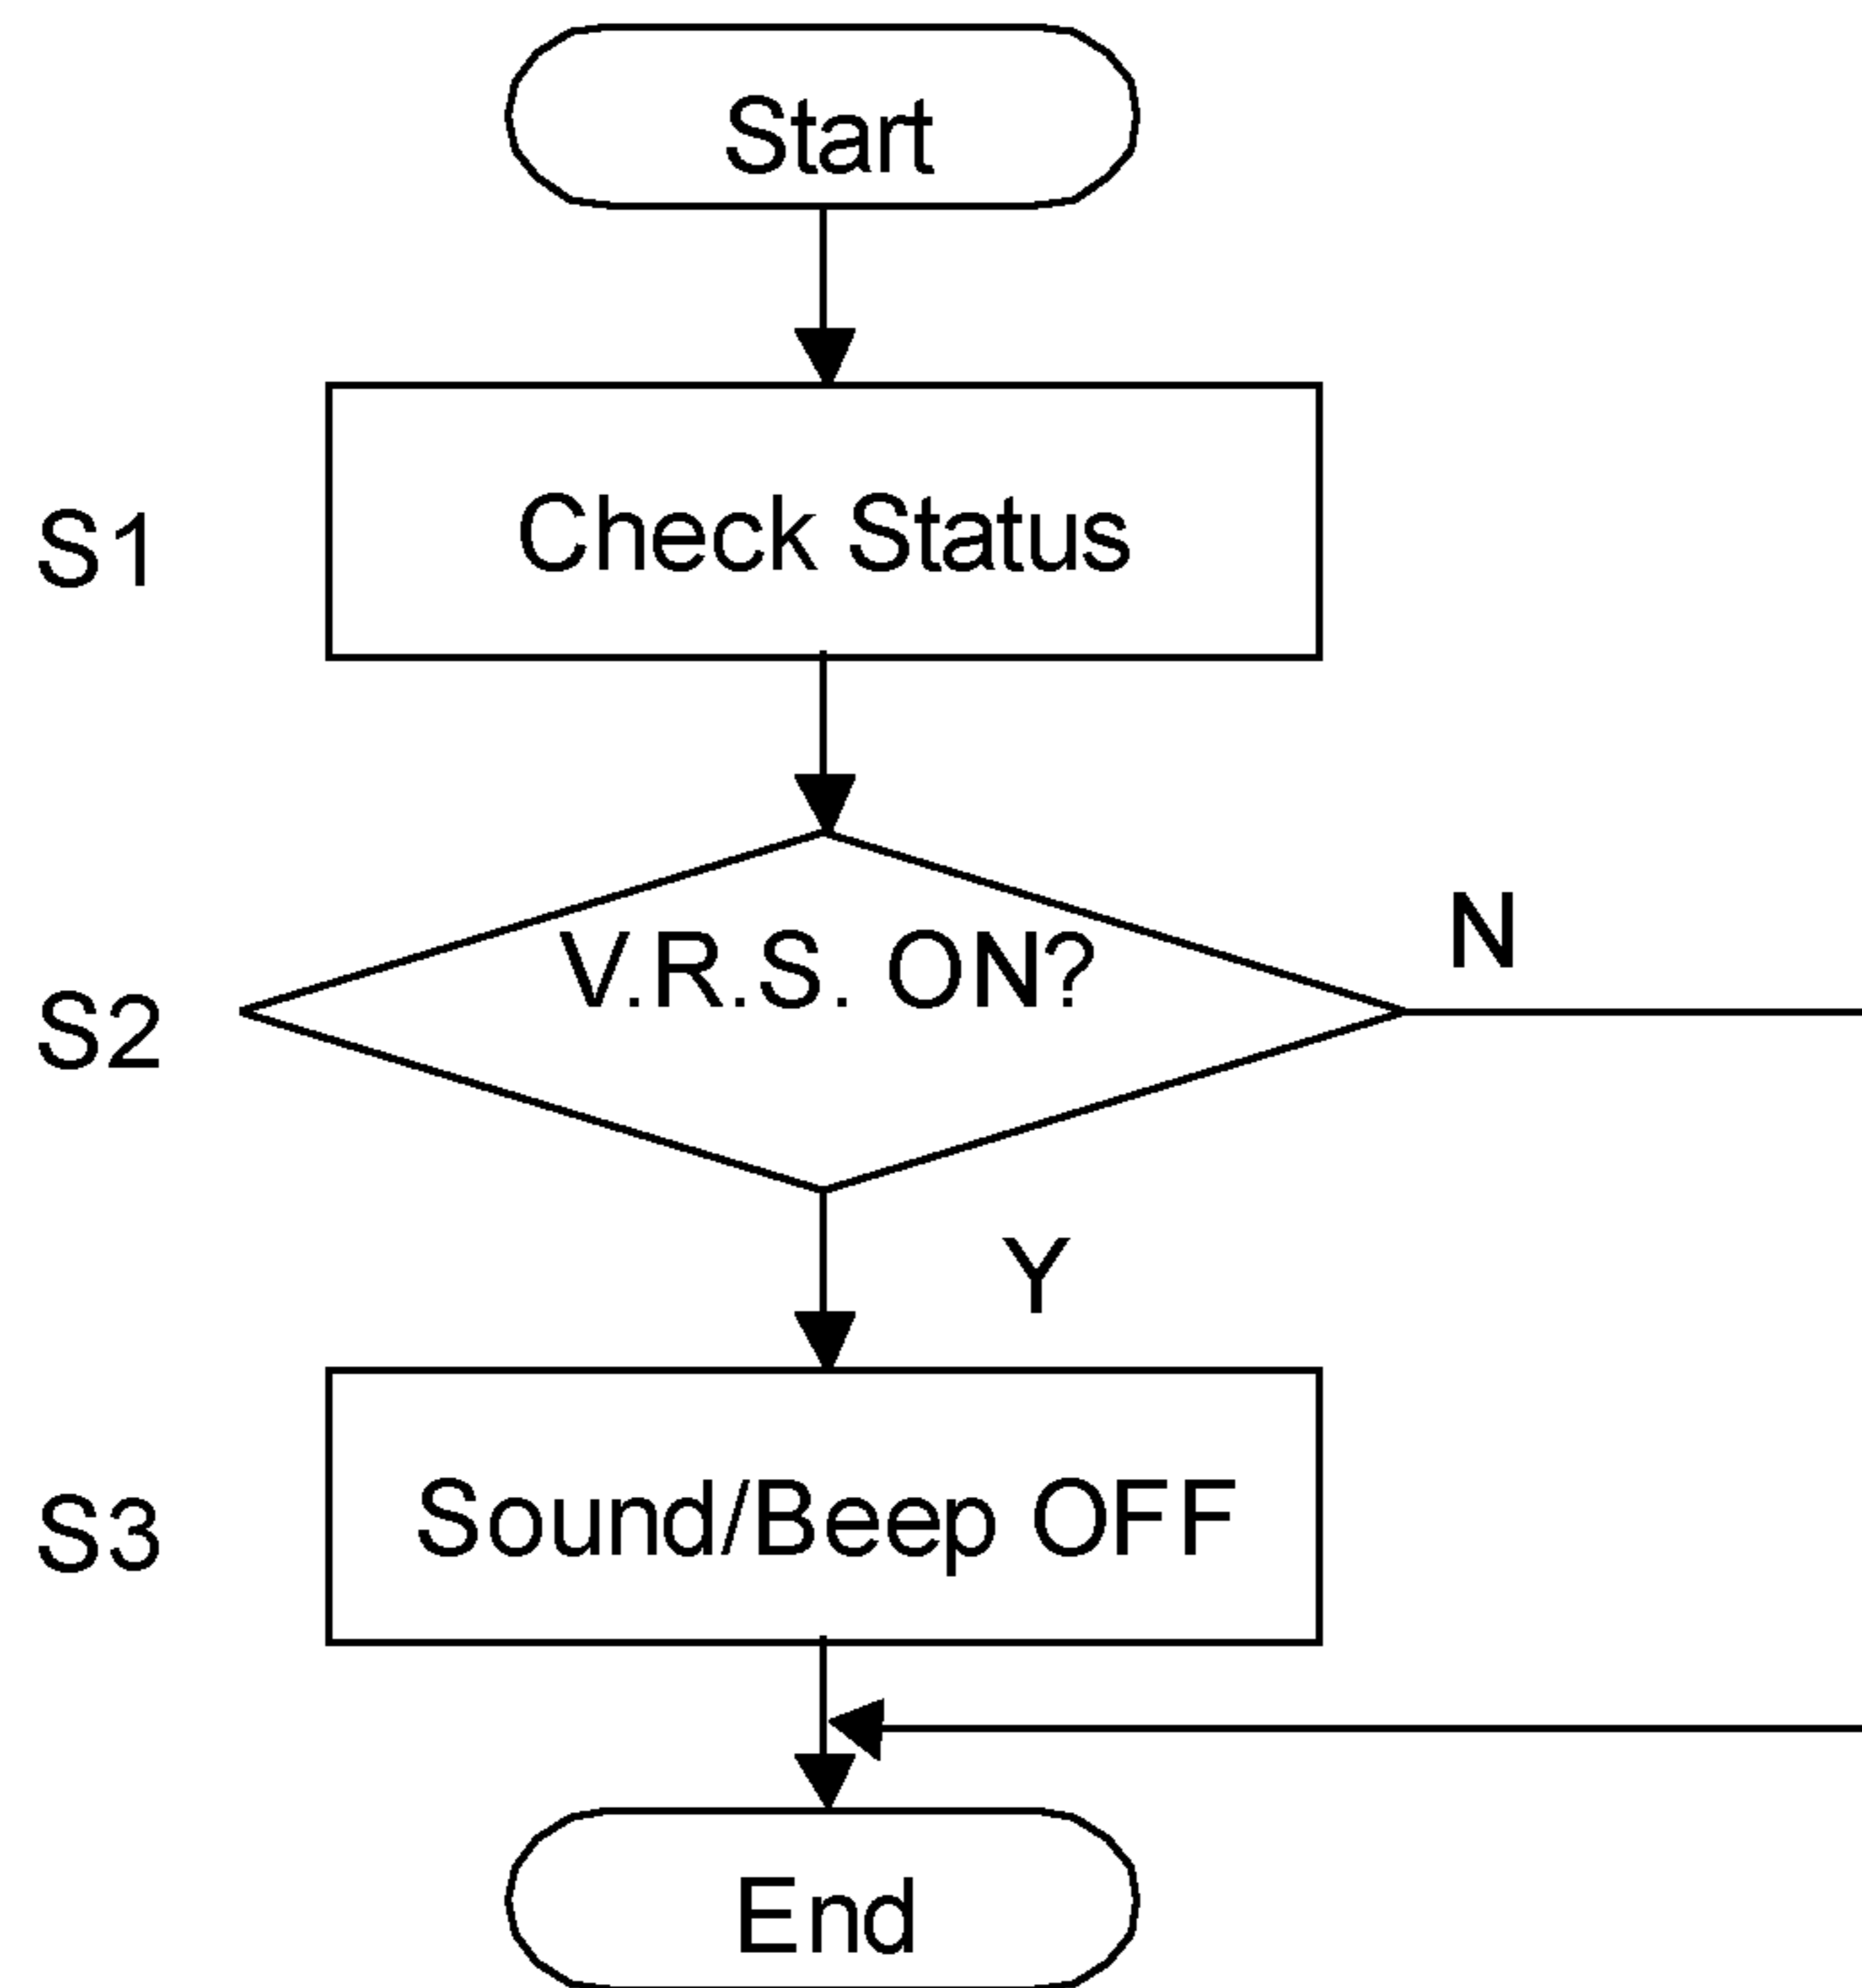 Start
S1
Check Status
V.R.S. ON?
N
S2
Y
S3
Sound/Beep OFF
End